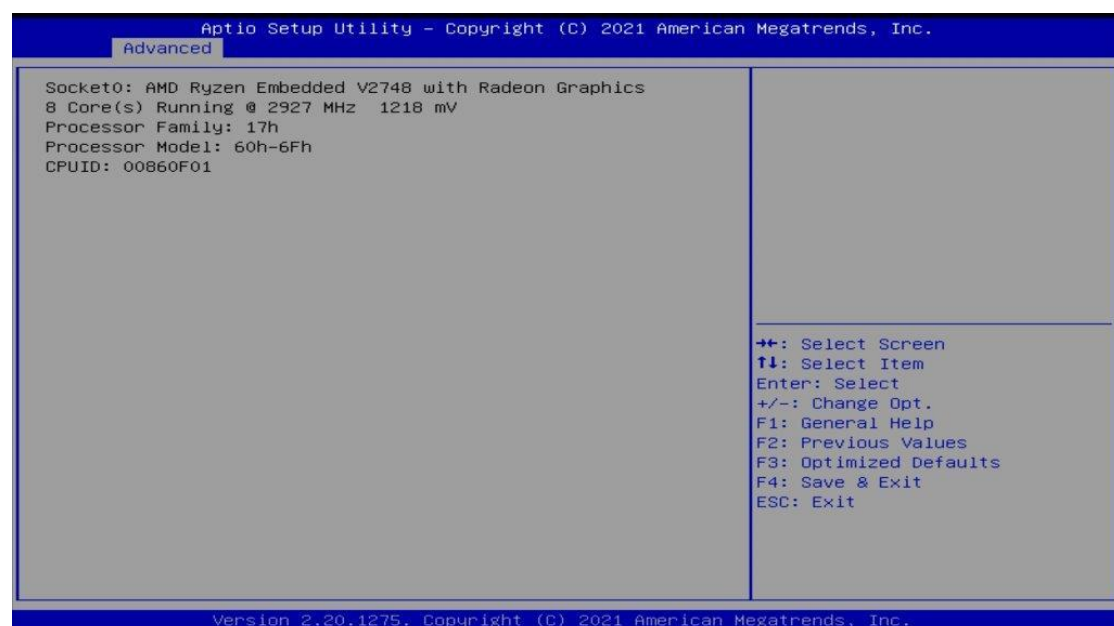 Aptio Setup Utility – Copyright (C) 2021 American Megatrends, Inc.
Advanced
Socket0: AMD Ryzen Embedded V2748 with Radeon Graphics
8 Core(s) Running @ 2927 MHz 1218 mV
Processor Family: 17h
Processor Model: 60h-6Fh
CPUID: 00860F01
→←: Select Screen
↑↓: Select Item
Enter: Select
+/-: Change Opt.
F1: General Help
F2: Previous Values
F3: Optimized Defaults
F4: Save & Exit
ESC: Exit
Version 2.20.1275. Copyright (C) 2021 American Megatrends, Inc.